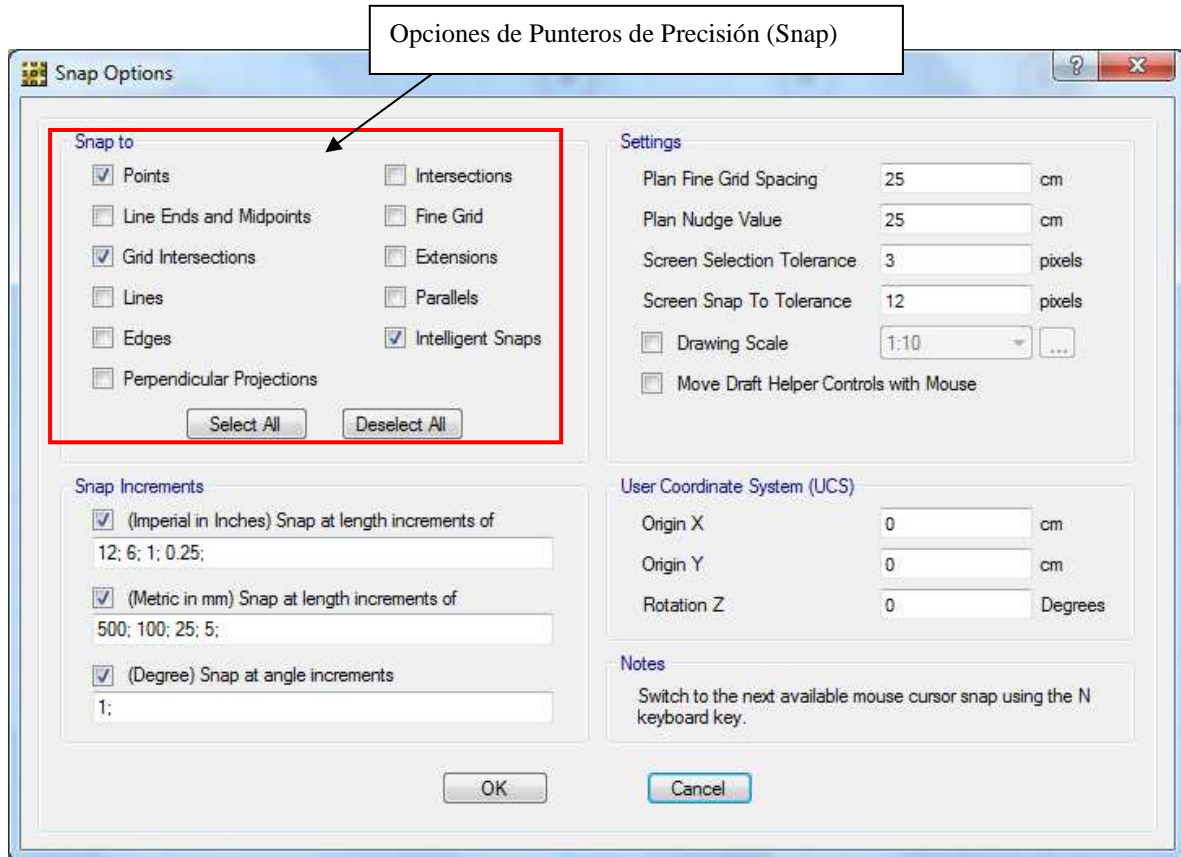 Opciones de Punteros de Precisión (Snap)
Snap Options
Snap to
Points
Intersections
Line Ends and Midpoints
Fine Grid
Grid Intersections
Extensions
Lines
Parallels
Edges
Intelligent Snaps
Perpendicular Projections
Select All
Deselect All
Settings
Plan Fine Grid Spacing 25 cm
Plan Nudge Value 25 cm
Screen Selection Tolerance 3 pixels
Screen Snap To Tolerance 12 pixels
Drawing Scale 1:10 ...
Move Draft Helper Controls with Mouse
Snap Increments
(Imperial in Inches) Snap at length increments of
12; 6; 1; 0.25;
(Metric in mm) Snap at length increments of
500; 100; 25; 5;
(Degree) Snap at angle increments
1;
User Coordinate System (UCS)
Origin X 0 cm
Origin Y 0 cm
Rotation Z 0 Degrees
Notes
Switch to the next available mouse cursor snap using the N
keyboard key.
OK
Cancel